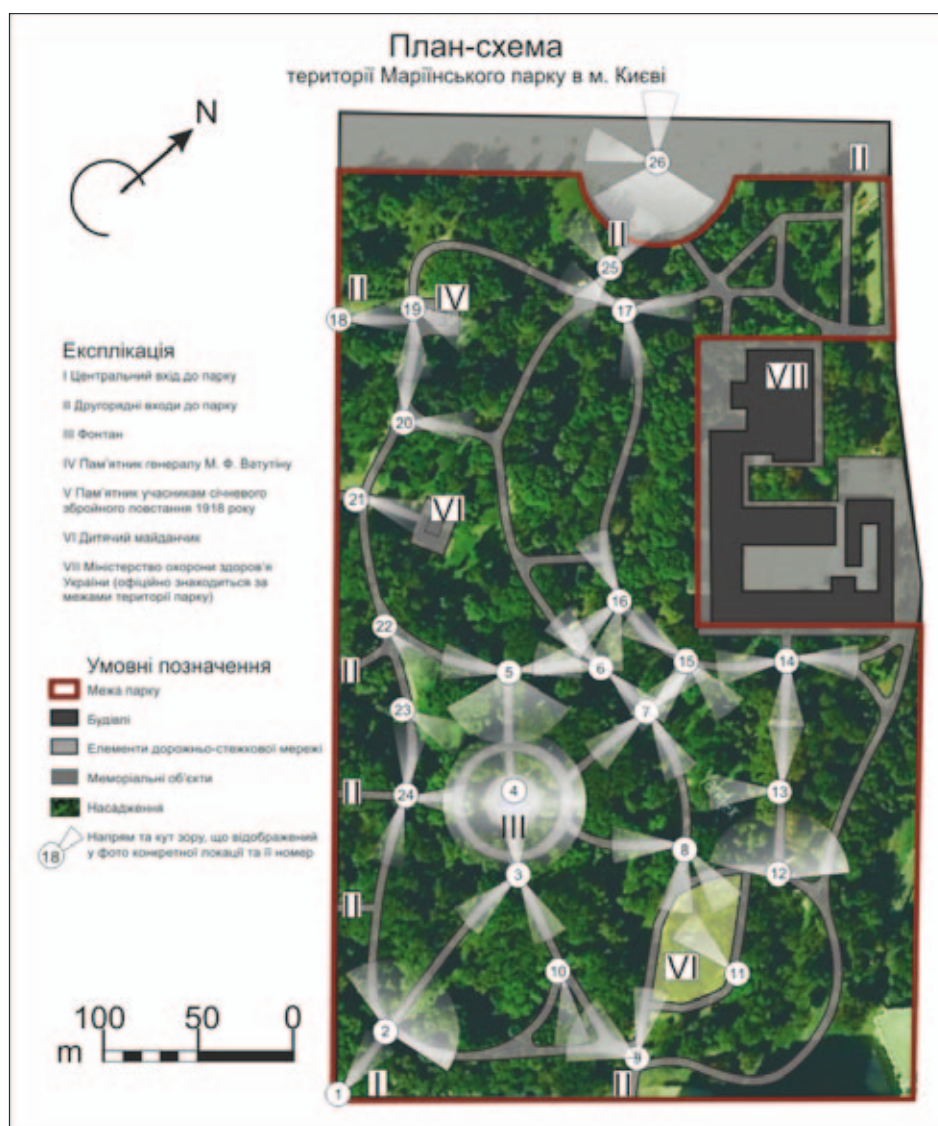 План-схема
території Маріїнського парку в м. Києві
N
26
II
II
25
17
II
IV
18
19
VII
Експлікація
I Центральний вхід до парку
II Другорядні входи до парку
III Фонтан
IV Пам'ятник генералу М. Ф. Ватутіну
V Пам'ятник учасникам січневого
збройного повстання 1918 року
VI Дитячий майданчик
VII Міністерство охорони здоров'я
України (офіційно знаходиться за
межами території парку)
20
21
VI
16
22
II
5
6
15
14
Умовні позначення
Межа парку
Будівлі
Елементи дорожньо-стежкової мережі
Меморіальні об'єкти
Насадження
18
Напрям та кут зору, що відображений
у фото конкретної локації та її номер
23
7
24
II
4
III
13
3
8
12
II
10
VI
11
100 50 0
m
2
9
1
I
II